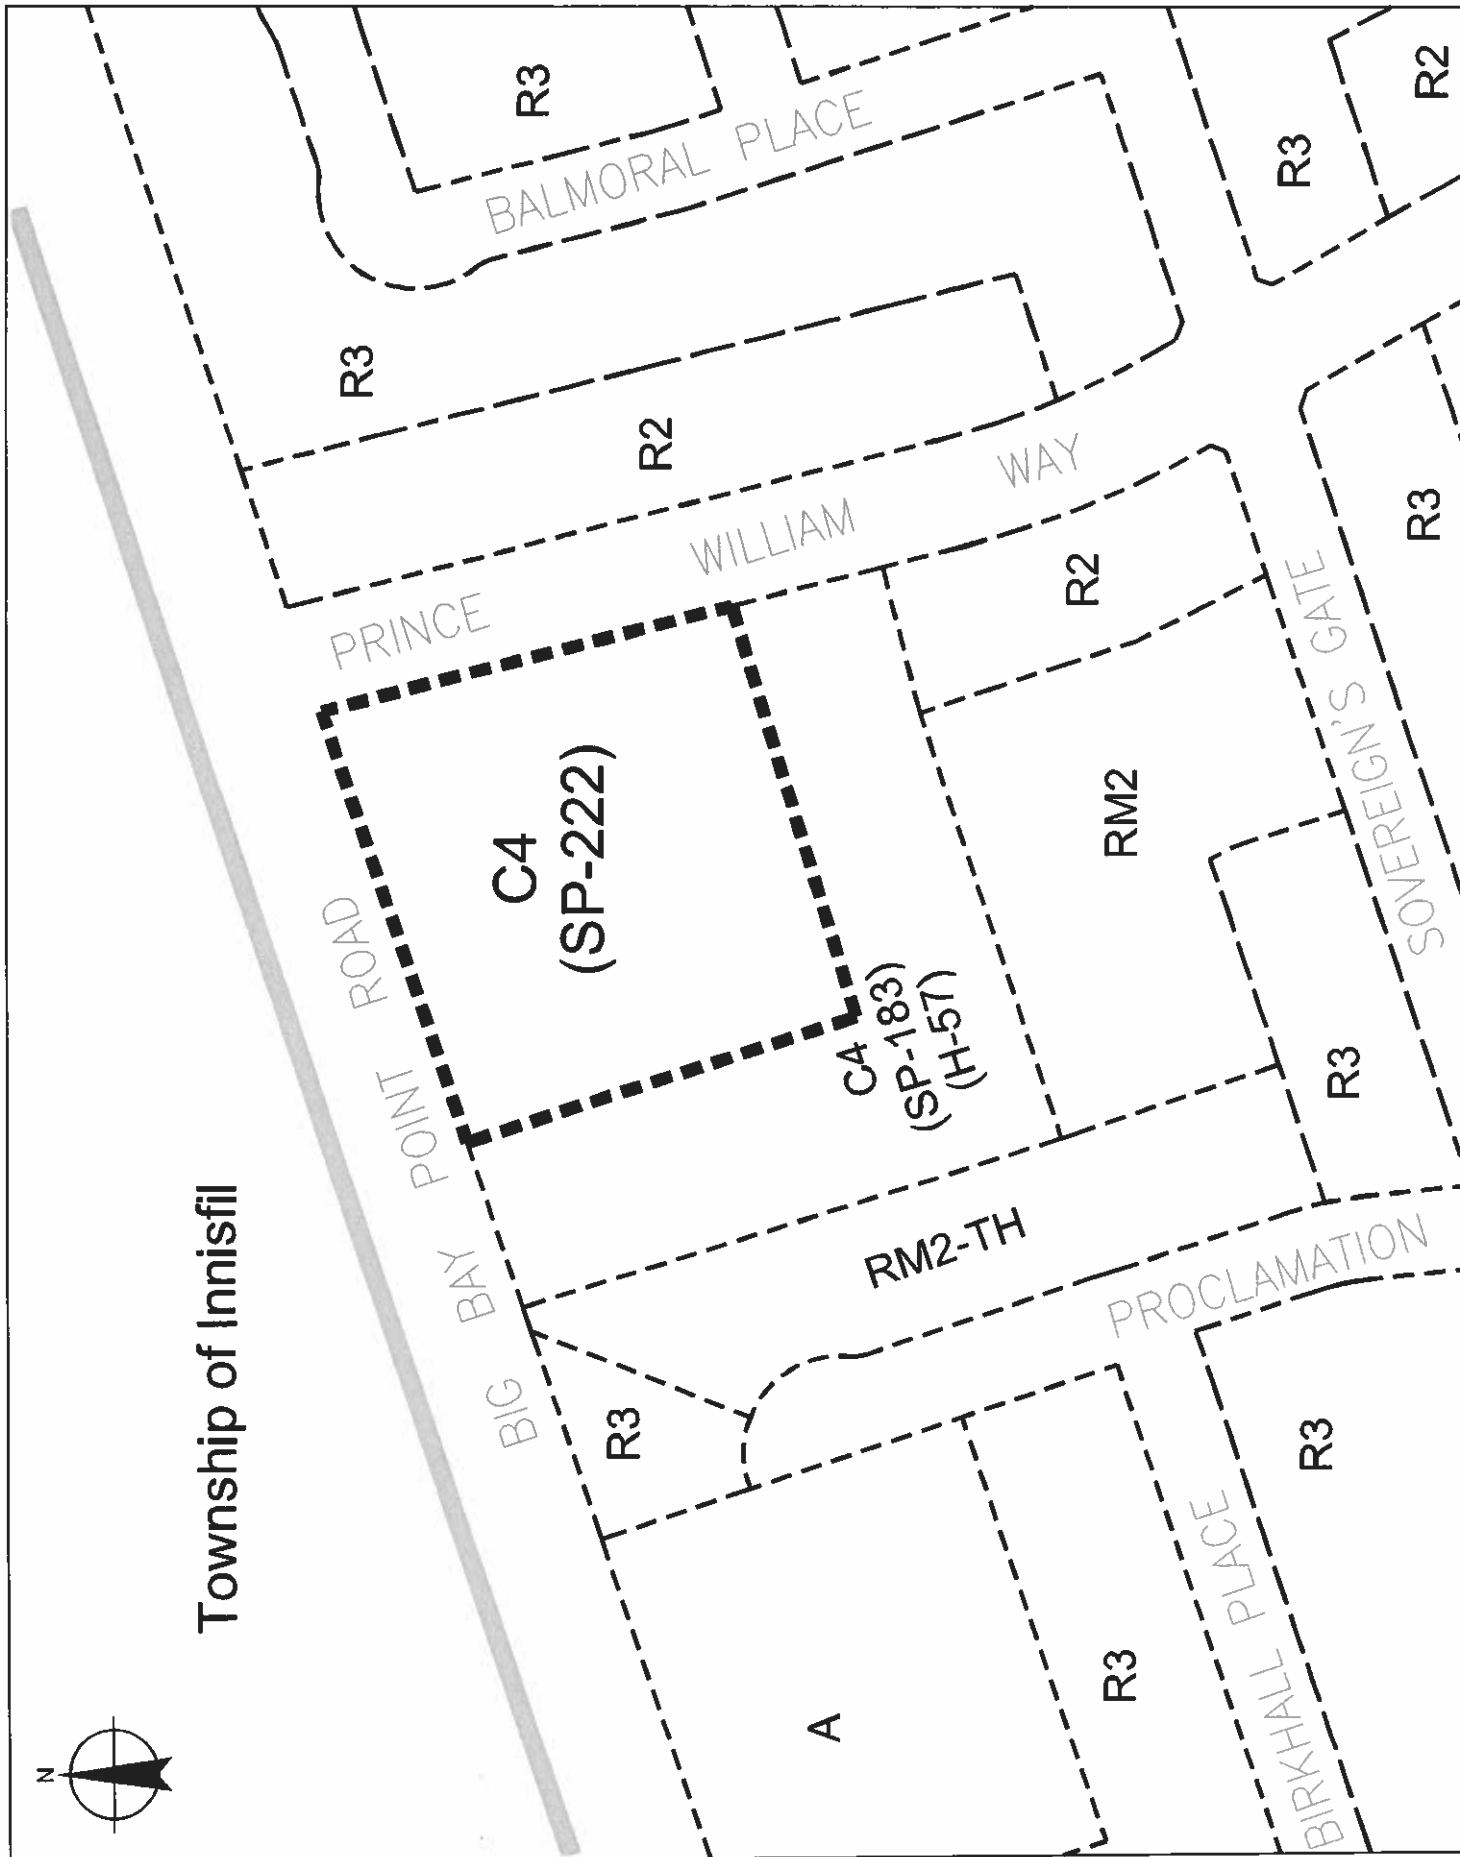 N
Township of Innisfil
BIG BAY POINT ROAD
PRINCE WILLIAM WAY
BALMORAL PLACE
SOVEREIGN'S GATE
PROCLAMATION
BIRKHALL PLACE
C4
(SP-222)
C4
(SP-183)
(H-57)
RM2-TH
RM2
A
R3
R3
R3
R3
R3
R2
R2
R3
R3
R3
R2